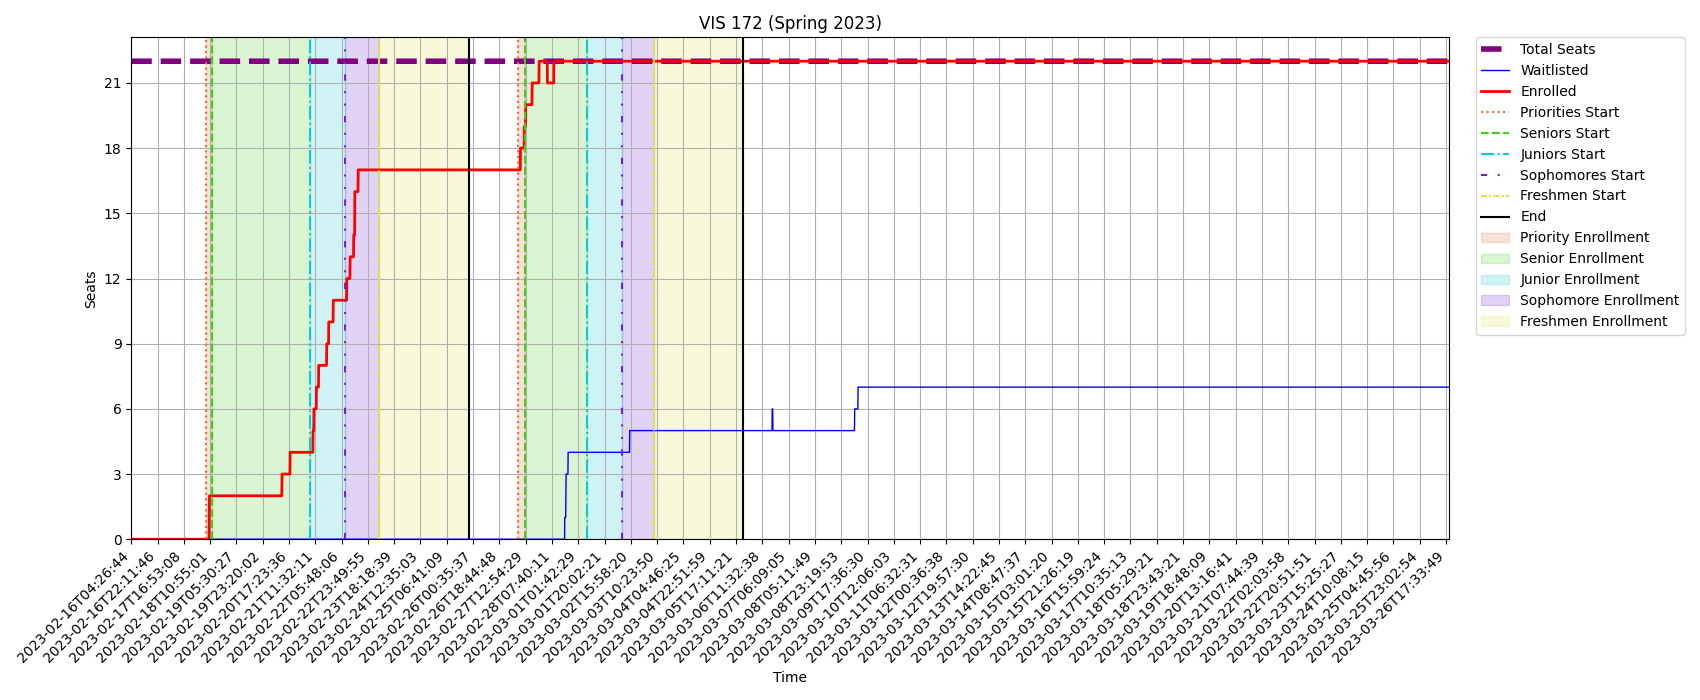 VIS 172 (Spring 2023)
Total Seats
Waitlisted
Enrolled
Priorities Start
Seniors Start
Juniors Start
Sophomores Start
Freshmen Start
End
Priority Enrollment
Senior Enrollment
Junior Enrollment
Sophomore Enrollment
Freshmen Enrollment
Seats
21
18
15
12
9
6
3
0
2023-02-16T04:26:44
2023-02-16T22:11:46
2023-02-17T16:53:08
2023-02-18T10:55:01
2023-02-19T05:30:27
2023-02-19T23:20:02
2023-02-20T17:23:36
2023-02-21T11:32:11
2023-02-22T05:48:06
2023-02-22T23:49:55
2023-02-23T18:18:39
2023-02-24T12:35:03
2023-02-25T06:41:09
2023-02-26T00:35:37
2023-02-26T18:44:48
2023-02-27T12:54:29
2023-02-28T07:40:11
2023-03-01T01:42:29
2023-03-01T20:02:21
2023-03-02T15:58:20
2023-03-03T10:23:50
2023-03-04T04:46:25
2023-03-04T22:51:59
2023-03-05T17:11:21
2023-03-06T11:32:38
2023-03-07T06:09:05
2023-03-08T05:11:49
2023-03-08T23:19:53
2023-03-09T17:36:30
2023-03-10T12:06:03
2023-03-11T06:32:31
2023-03-12T00:36:38
2023-03-12T19:57:30
2023-03-13T14:22:45
2023-03-14T08:47:37
2023-03-15T03:01:20
2023-03-15T21:26:19
2023-03-16T15:59:24
2023-03-17T10:35:13
2023-03-18T05:29:21
2023-03-18T23:43:21
2023-03-19T18:48:09
2023-03-20T13:16:41
2023-03-21T07:44:39
2023-03-22T02:03:58
2023-03-22T20:51:51
2023-03-23T15:25:27
2023-03-24T10:08:15
2023-03-25T04:45:56
2023-03-25T23:02:54
2023-03-26T17:33:49
Time